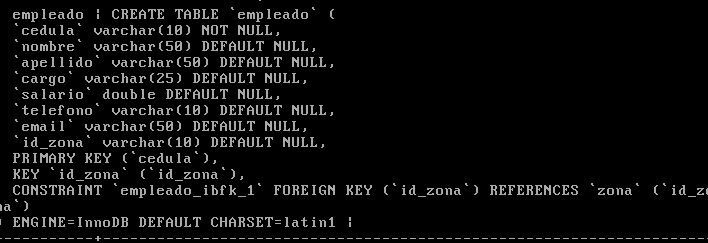 empleado | CREATE TABLE `empleado` (
`cedula` varchar(10) NOT NULL,
`nombre` varchar(50) DEFAULT NULL,
`apellido` varchar(50) DEFAULT NULL,
`cargo` varchar(25) DEFAULT NULL,
`salario` double DEFAULT NULL,
`telefono` varchar(10) DEFAULT NULL,
`email` varchar(50) DEFAULT NULL,
`id_zona` varchar(10) DEFAULT NULL,
PRIMARY KEY (`cedula`),
KEY `id_zona` (`id_zona`),
CONSTRAINT `empleado_ibfk_1` FOREIGN KEY (`id_zona`) REFERENCES `zona` (`id_zo
na`)
) ENGINE=InnoDB DEFAULT CHARSET=latin1 |